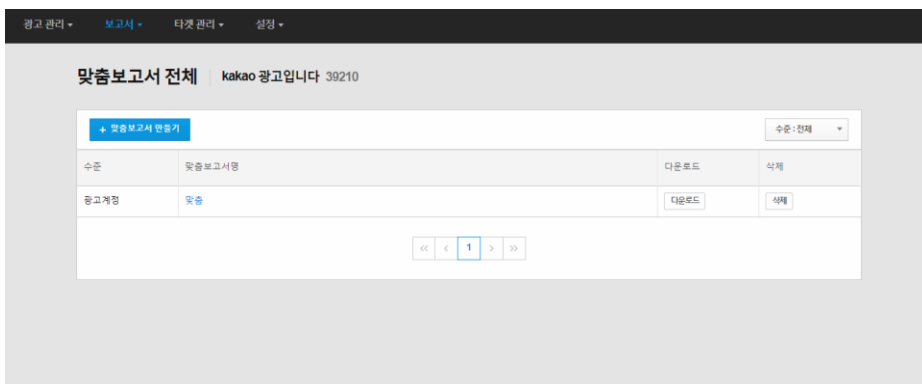 광고 관리 보고서 타겟 관리 설정
맞춤보고서 전체 kakao 광고입니다 39210
+ 맞춤보고서 만들기 수준 : 전체
수준 맞춤보고서명 다운로드 삭제
광고계정 맞춤 다운로드 삭제
<< < 1 > >>